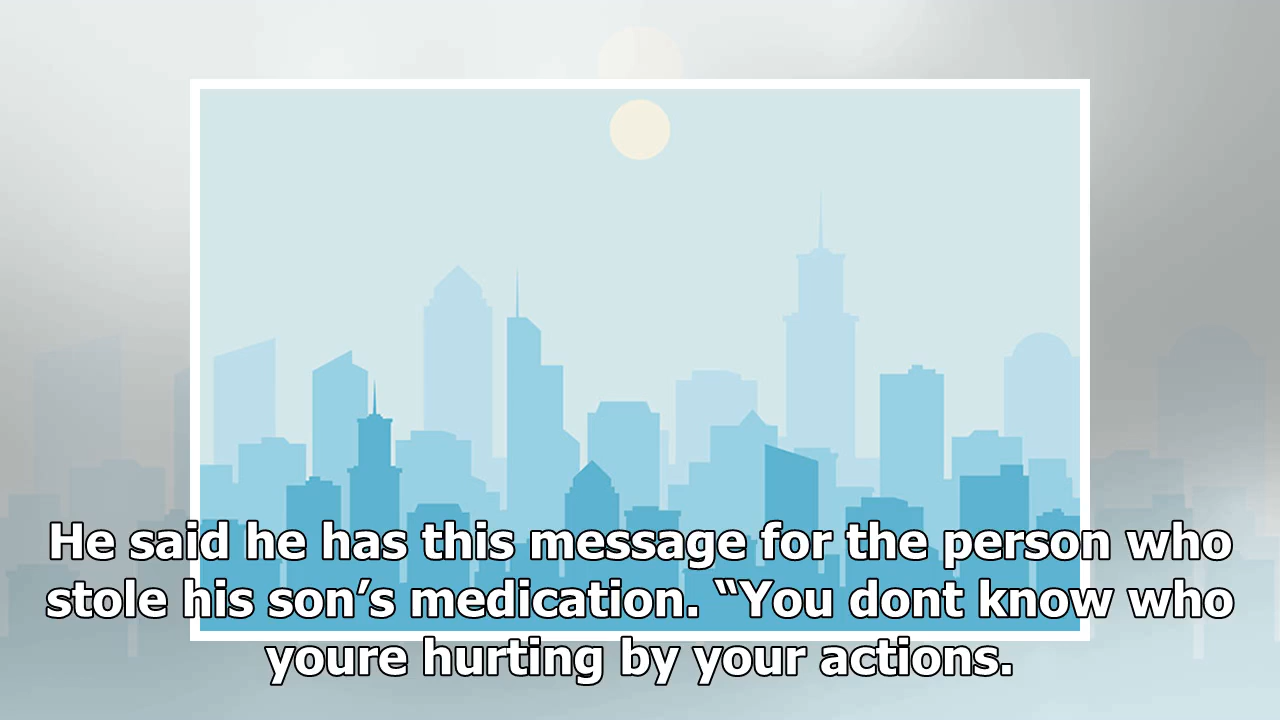 He said he has this message for the person who
stole his son’s medication. “You dont know who
youre hurting by your actions.